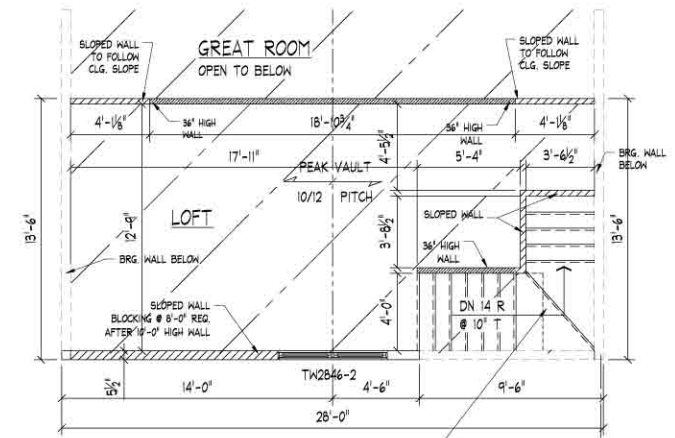 SLOPED WALL
TO FOLLOW
CLG. SLOPE
GREAT ROOM
OPEN TO BELOW
SLOPED WALL
TO FOLLOW
CLG. SLOPE
4'-1⅛"
36" HIGH
WALL
18'-10¾"
4'-5½"
36" HIGH
WALL
4'-1⅛"
17'-11"
PEAK VAULT
10/12 PITCH
5'-4"
3'-6½"
BRG. WALL
BELOW
13'-6"
12'-9"
LOFT
SLOPED WALL
3'-8½"
36" HIGH
WALL
13'-6"
BRG. WALL BELOW
SLOPED WALL
BLOCKING @ 8'-0" REQ.
AFTER 10'-0" HIGH WALL
4'-0"
DN 14 R
@ 10" T
5½"
TW2846-2
14'-0"
4'-6"
9'-6"
28'-0"